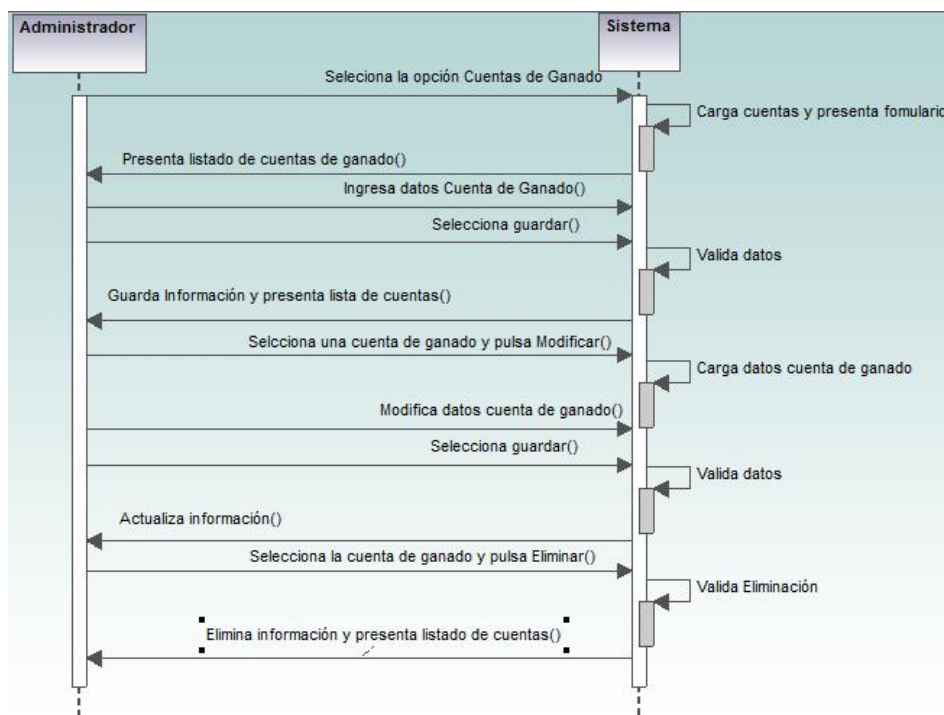 Administrador
Sistema
Seleciona la opción Cuentas de Ganado
Carga cuentas y presenta fomulario
Presenta listado de cuentas de ganado()
Ingresa datos Cuenta de Ganado()
Selecciona guardar()
Valida datos
Guarda Información y presenta lista de cuentas()
Selcciona una cuenta de ganado y pulsa Modificar()
Carga datos cuenta de ganado
Modifica datos cuenta de ganado()
Selecciona guardar()
Valida datos
Actualiza información()
Selecciona la cuenta de ganado y pulsa Eliminar()
Valida Eliminación
Elimina información y presenta listado de cuentas()